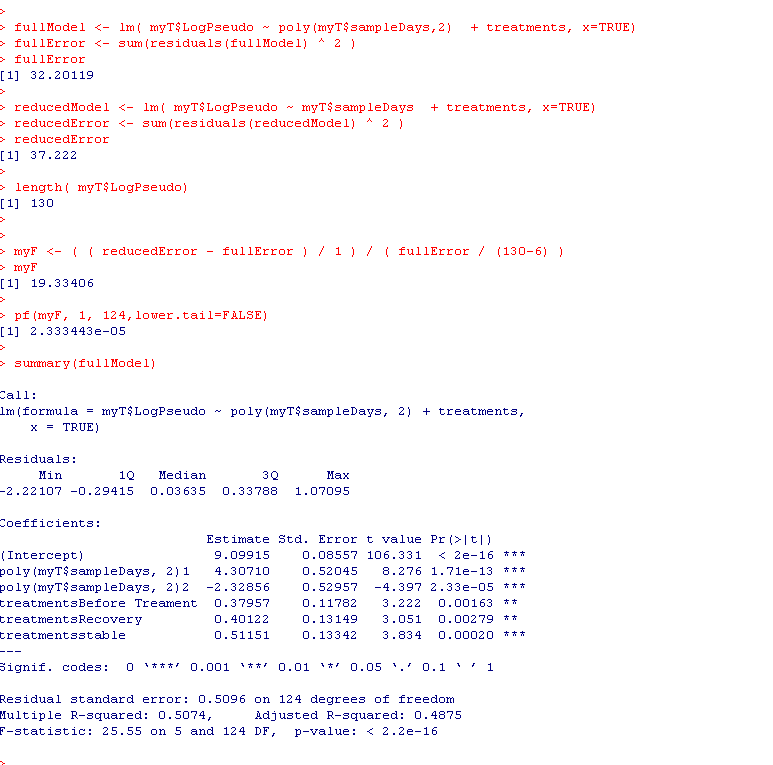 >
> fullModel <- lm( myT$LogPseudo ~ poly(myT$sampleDays,2)  + treatments, x=TRUE)
> fullError <- sum(residuals(fullModel) ^ 2 )
> fullError
[1] 32.20119
>
> reducedModel <- lm( myT$LogPseudo ~ myT$sampleDays  + treatments, x=TRUE)
> reducedError <- sum(residuals(reducedModel) ^ 2 )
> reducedError
[1] 37.222
>
> length( myT$LogPseudo)
[1] 130
>
>
> myF <- ( ( reducedError - fullError ) / 1 ) / ( fullError / (130-6) )
> myF
[1] 19.33406
>
> pf(myF, 1, 124,lower.tail=FALSE)
[1] 2.333443e-05
>
> summary(fullModel)
Call:
lm(formula = myT$LogPseudo ~ poly(myT$sampleDays, 2) + treatments,
    x = TRUE)
Residuals:
     Min       1Q   Median       3Q      Max
-2.22107 -0.29415  0.03635  0.33788  1.07095
Coefficients:
                          Estimate Std. Error t value Pr(>|t|)
(Intercept)                9.09915    0.08557 106.331  < 2e-16 ***
poly(myT$sampleDays, 2)1   4.30710    0.52045   8.276 1.71e-13 ***
poly(myT$sampleDays, 2)2  -2.32856    0.52957  -4.397 2.33e-05 ***
treatmentsBefore Treament  0.37957    0.11782   3.222  0.00163 **
treatmentsRecovery         0.40122    0.13149   3.051  0.00279 **
treatmentsstable           0.51151    0.13342   3.834  0.00020 ***
---
Signif. codes:  0 ‘***’ 0.001 ‘**’ 0.01 ‘*’ 0.05 ‘.’ 0.1 ‘ ’ 1
Residual standard error: 0.5096 on 124 degrees of freedom
Multiple R-squared: 0.5074,     Adjusted R-squared: 0.4875
F-statistic: 25.55 on 5 and 124 DF,  p-value: < 2.2e-16
>